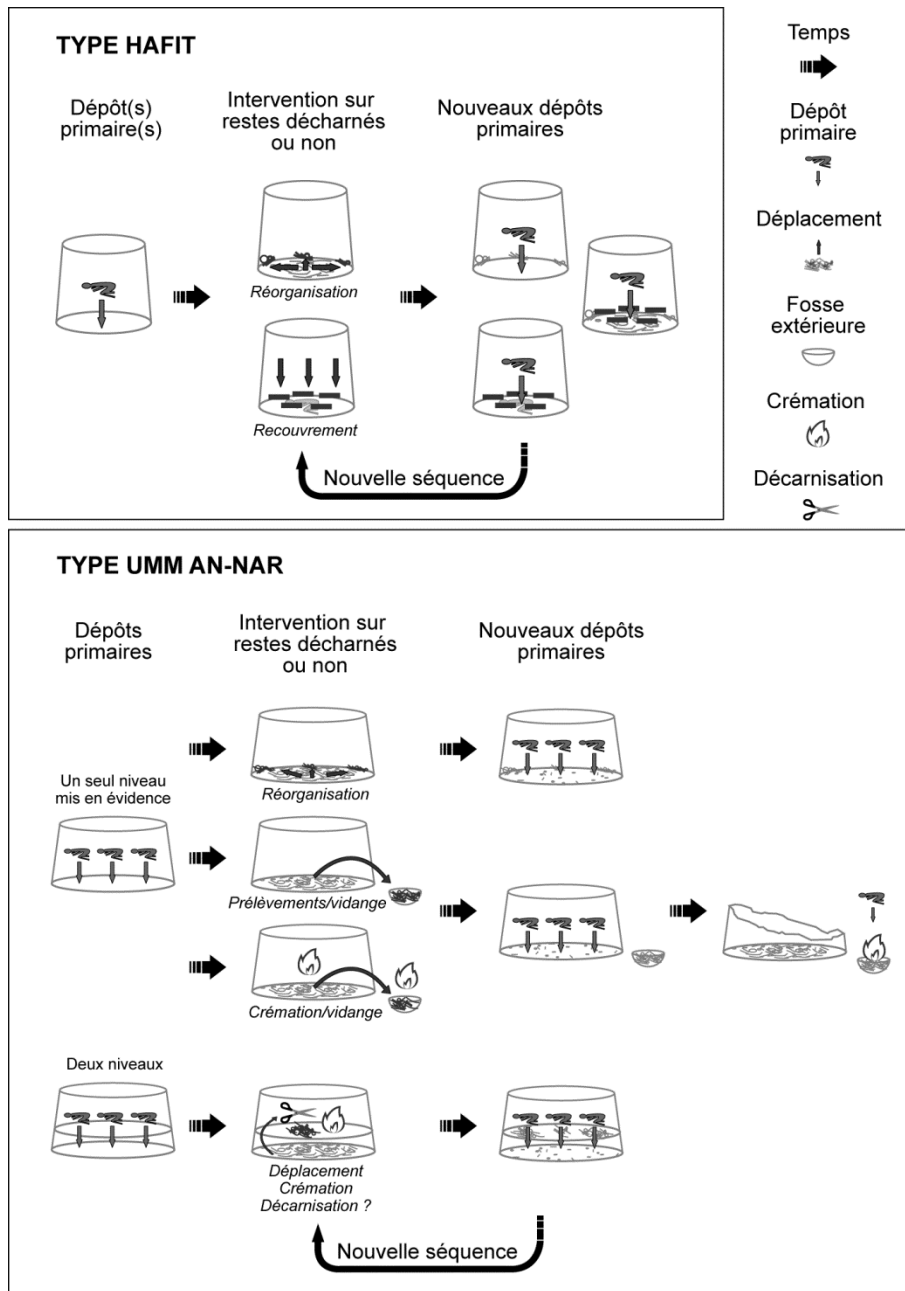 TYPE HAFIT
Dépôt(s)
primaire(s)
Intervention sur
restes décharnés
ou non
Nouveaux dépôts
primaires
Réorganisation
Recouvrement
Nouvelle séquence
Temps
Dépôt
primaire
Déplacement
Fosse
extérieure
Crémation
Décarnisation
TYPE UMM AN-NAR
Dépôts
primaires
Intervention sur
restes décharnés
ou non
Nouveaux dépôts
primaires
Un seul niveau
mis en évidence
Réorganisation
Prélèvements/vidange
Crémation/vidange
Deux niveaux
Déplacement
Crémation
Décarnisation ?
Nouvelle séquence